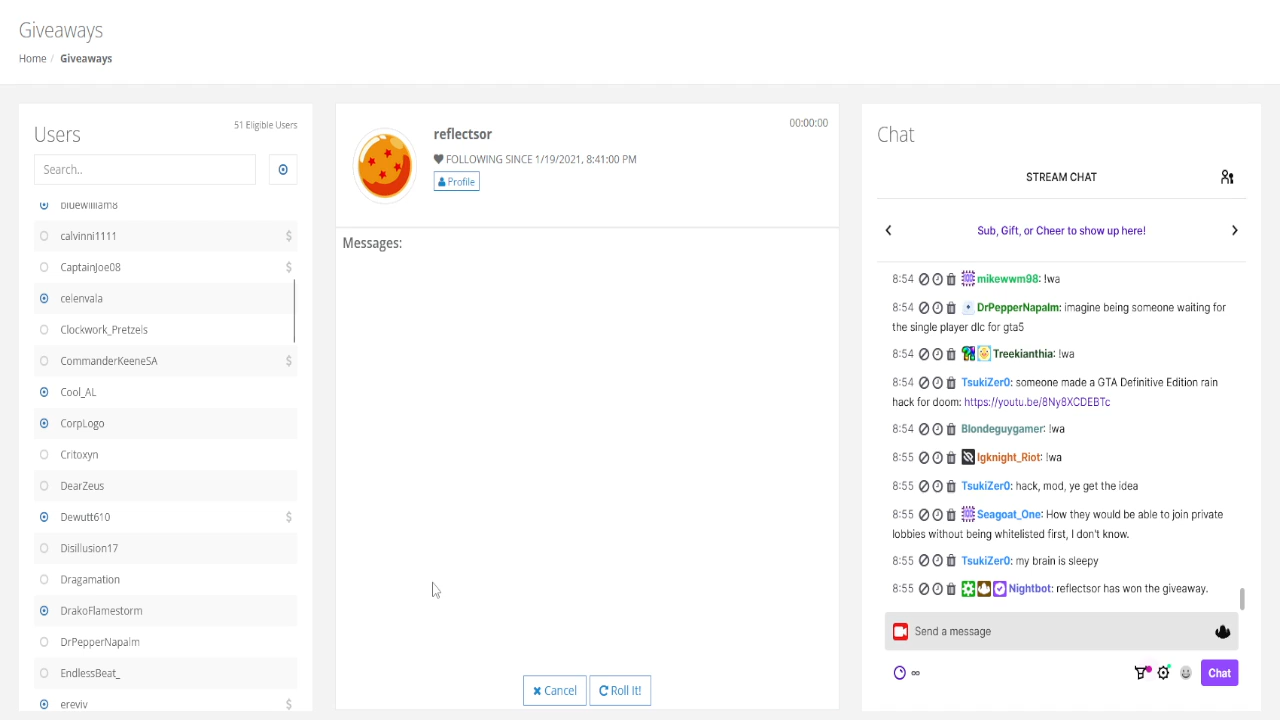 Giveaways
Home / Giveaways
Users
51 Eligible Users
Search..
bluewilliam8
calvinni1111 $
CaptainJoe08 $
celenvala
Clockwork_Pretzels
CommanderKeeneSA $
Cool_AL
CorpLogo
Critoxyn
DearZeus
Dewutt610 $
Disillusion17
Dragamation
DrakoFlamestorm
DrPepperNapalm
EndlessBeat_
ereviv $
reflectsor
00:00:00
FOLLOWING SINCE 1/19/2021, 8:41:00 PM
Profile
Messages:
Cancel
Roll It!
Chat
STREAM CHAT
Sub, Gift, or Cheer to show up here!
8:54 mikewwm98: !wa
8:54 DrPepperNapalm: imagine being someone waiting for
the single player dlc for gta5
8:54 Treekianthia: !wa
8:54 TsukiZer0: someone made a GTA Definitive Edition rain
hack for doom: https://youtu.be/8Ny8XCDEBTc
8:54 Blondeguygamer: !wa
8:55 Igknight_Riot: !wa
8:55 TsukiZer0: hack, mod, ye get the idea
8:55 Seagoat_One: How they would be able to join private
lobbies without being whitelisted first, I don't know.
8:55 TsukiZer0: my brain is sleepy
8:55 Nightbot: reflectsor has won the giveaway.
Send a message
∞
Chat